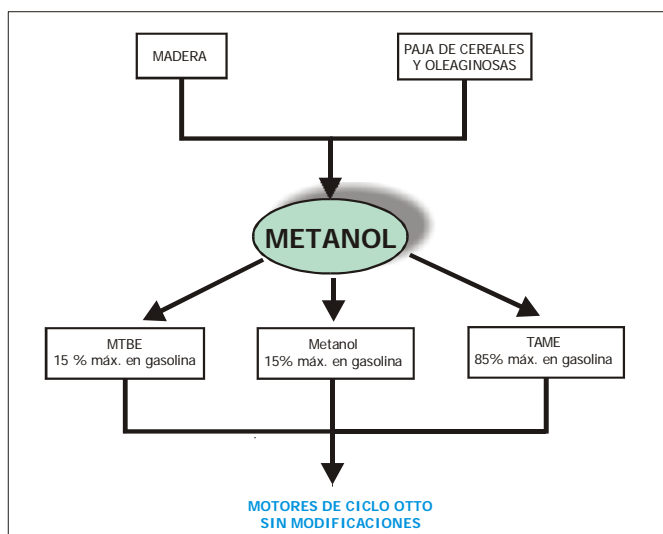 MADERA
PAJA DE CEREALES
Y OLEAGINOSAS
METANOL
MTBE
15 % máx. en gasolina
Metanol
15% máx. en gasolina
TAME
85% máx. en gasolina
MOTORES DE CICLO OTTO
SIN MODIFICACIONES